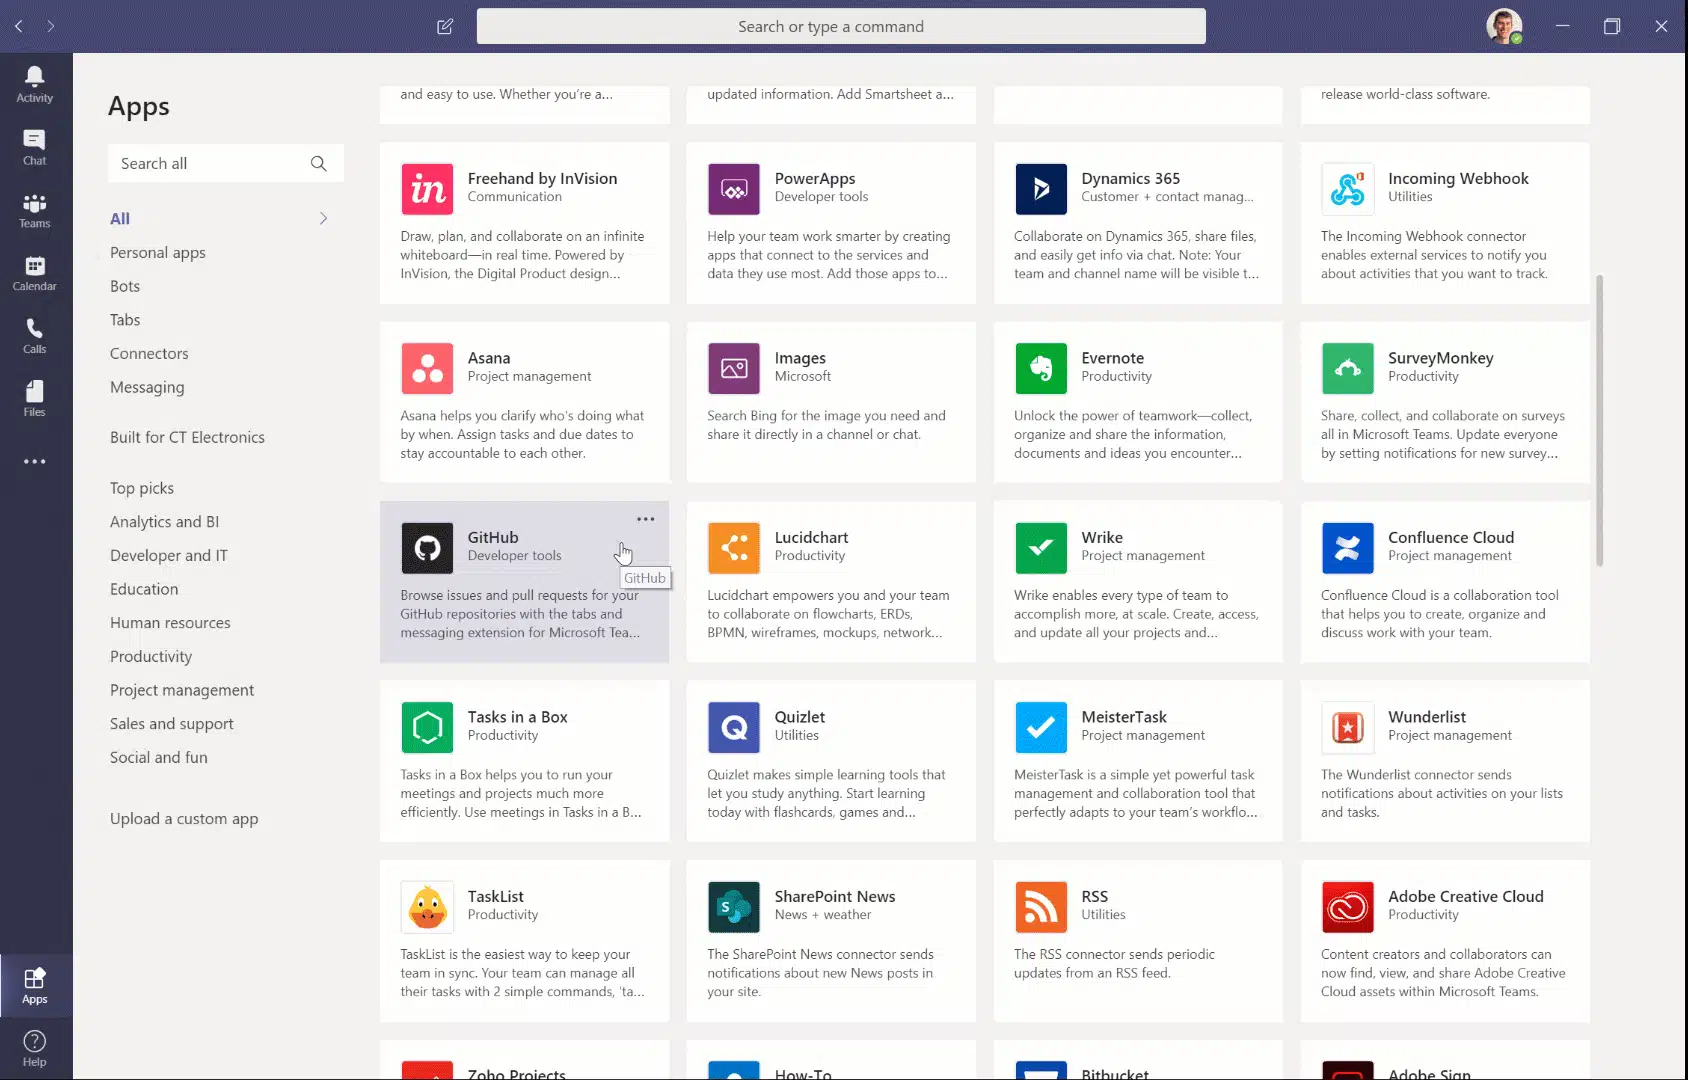 Search or type a command
Activity
Chat
Teams
Calendar
Calls
Files
Apps
Help
Apps
Search all
All
Personal apps
Bots
Tabs
Connectors
Messaging
Built for CT Electronics
Top picks
Analytics and BI
Developer and IT
Education
Human resources
Productivity
Project management
Sales and support
Social and fun
Upload a custom app
and easy to use. Whether you're a...
updated information. Add Smartsheet a...
release world-class software.
in
Freehand by InVision
Communication
Draw, plan, and collaborate on an infinite
whiteboard—in real time. Powered by
InVision, the Digital Product design...
PowerApps
Developer tools
Help your team work smarter by creating
apps that connect to the services and
data they use most. Add those apps to...
Dynamics 365
Customer + contact manag...
Collaborate on Dynamics 365, share files,
and easily get info via chat. Note: Your
team and channel name will be visible t...
Incoming Webhook
Utilities
The Incoming Webhook connector
enables external services to notify you
about activities that you want to track.
Asana
Project management
Asana helps you clarify who's doing what
by when. Assign tasks and due dates to
stay accountable to each other.
Images
Microsoft
Search Bing for the image you need and
share it directly in a channel or chat.
Evernote
Productivity
Unlock the power of teamwork—collect,
organize and share the information,
documents and ideas you encounter...
SurveyMonkey
Productivity
Share, collect, and collaborate on surveys
all in Microsoft Teams. Update everyone
by setting notifications for new survey...
GitHub
Developer tools
GitHub
Browse issues and pull requests for your
GitHub repositories with the tabs and
messaging extension for Microsoft Tea...
Lucidchart
Productivity
Lucidchart empowers you and your team
to collaborate on flowcharts, ERDs,
BPMN, wireframes, mockups, network...
Wrike
Project management
Wrike enables every type of team to
accomplish more, at scale. Create, access,
and update all your projects and...
Confluence Cloud
Project management
Confluence Cloud is a collaboration tool
that helps you to create, organize and
discuss work with your team.
Tasks in a Box
Productivity
Tasks in a Box helps you to run your
meetings and projects much more
efficiently. Use meetings in Tasks in a B...
Q
Quizlet
Utilities
Quizlet makes simple learning tools that
let you study anything. Start learning
today with flashcards, games and...
MeisterTask
Project management
MeisterTask is a simple yet powerful task
management and collaboration tool that
perfectly adapts to your team's workflo...
Wunderlist
Project management
The Wunderlist connector sends
notifications about activities on your lists
and tasks.
TaskList
Productivity
TaskList is the easiest way to keep your
team in sync. Your team can manage all
their tasks with 2 simple commands, 'ta...
S
SharePoint News
News + weather
The SharePoint News connector sends
notifications about new News posts in
your site.
RSS
Utilities
The RSS connector sends periodic
updates from an RSS feed.
Adobe Creative Cloud
Productivity
Content creators and collaborators can
now find, view, and share Adobe Creative
Cloud assets within Microsoft Teams.
Zoho Projects
How-To
Bitbucket
Adobe Sign